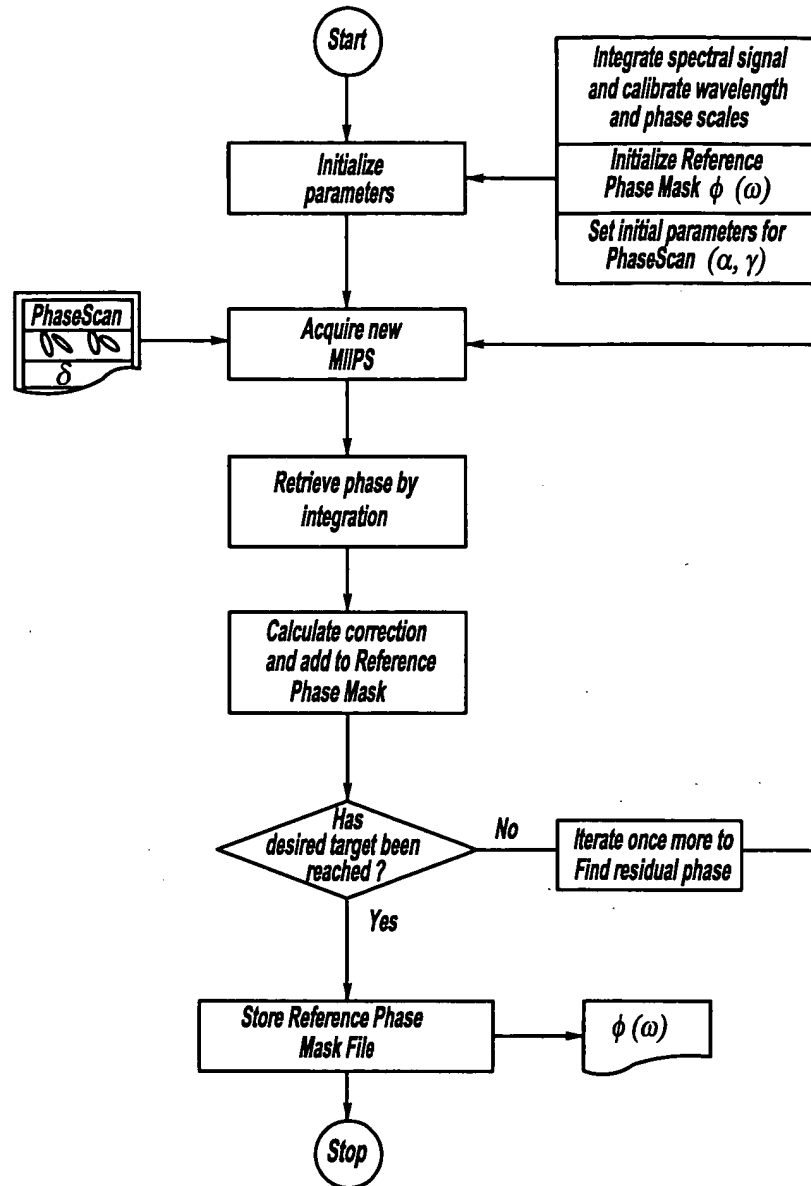 Start
Integrate spectral signal
and calibrate wavelength
and phase scales
Initialize Reference
Phase Mask ϕ (ω)
Set initial parameters for
PhaseScan (α, γ)
Initialize
parameters
PhaseScan
δ
Acquire new
MIIPS
Retrieve phase by
integration
Calculate correction
and add to Reference
Phase Mask
Has
desired target been
reached ?
No
Iterate once more to
Find residual phase
Yes
Store Reference Phase
Mask File
ϕ (ω)
Stop